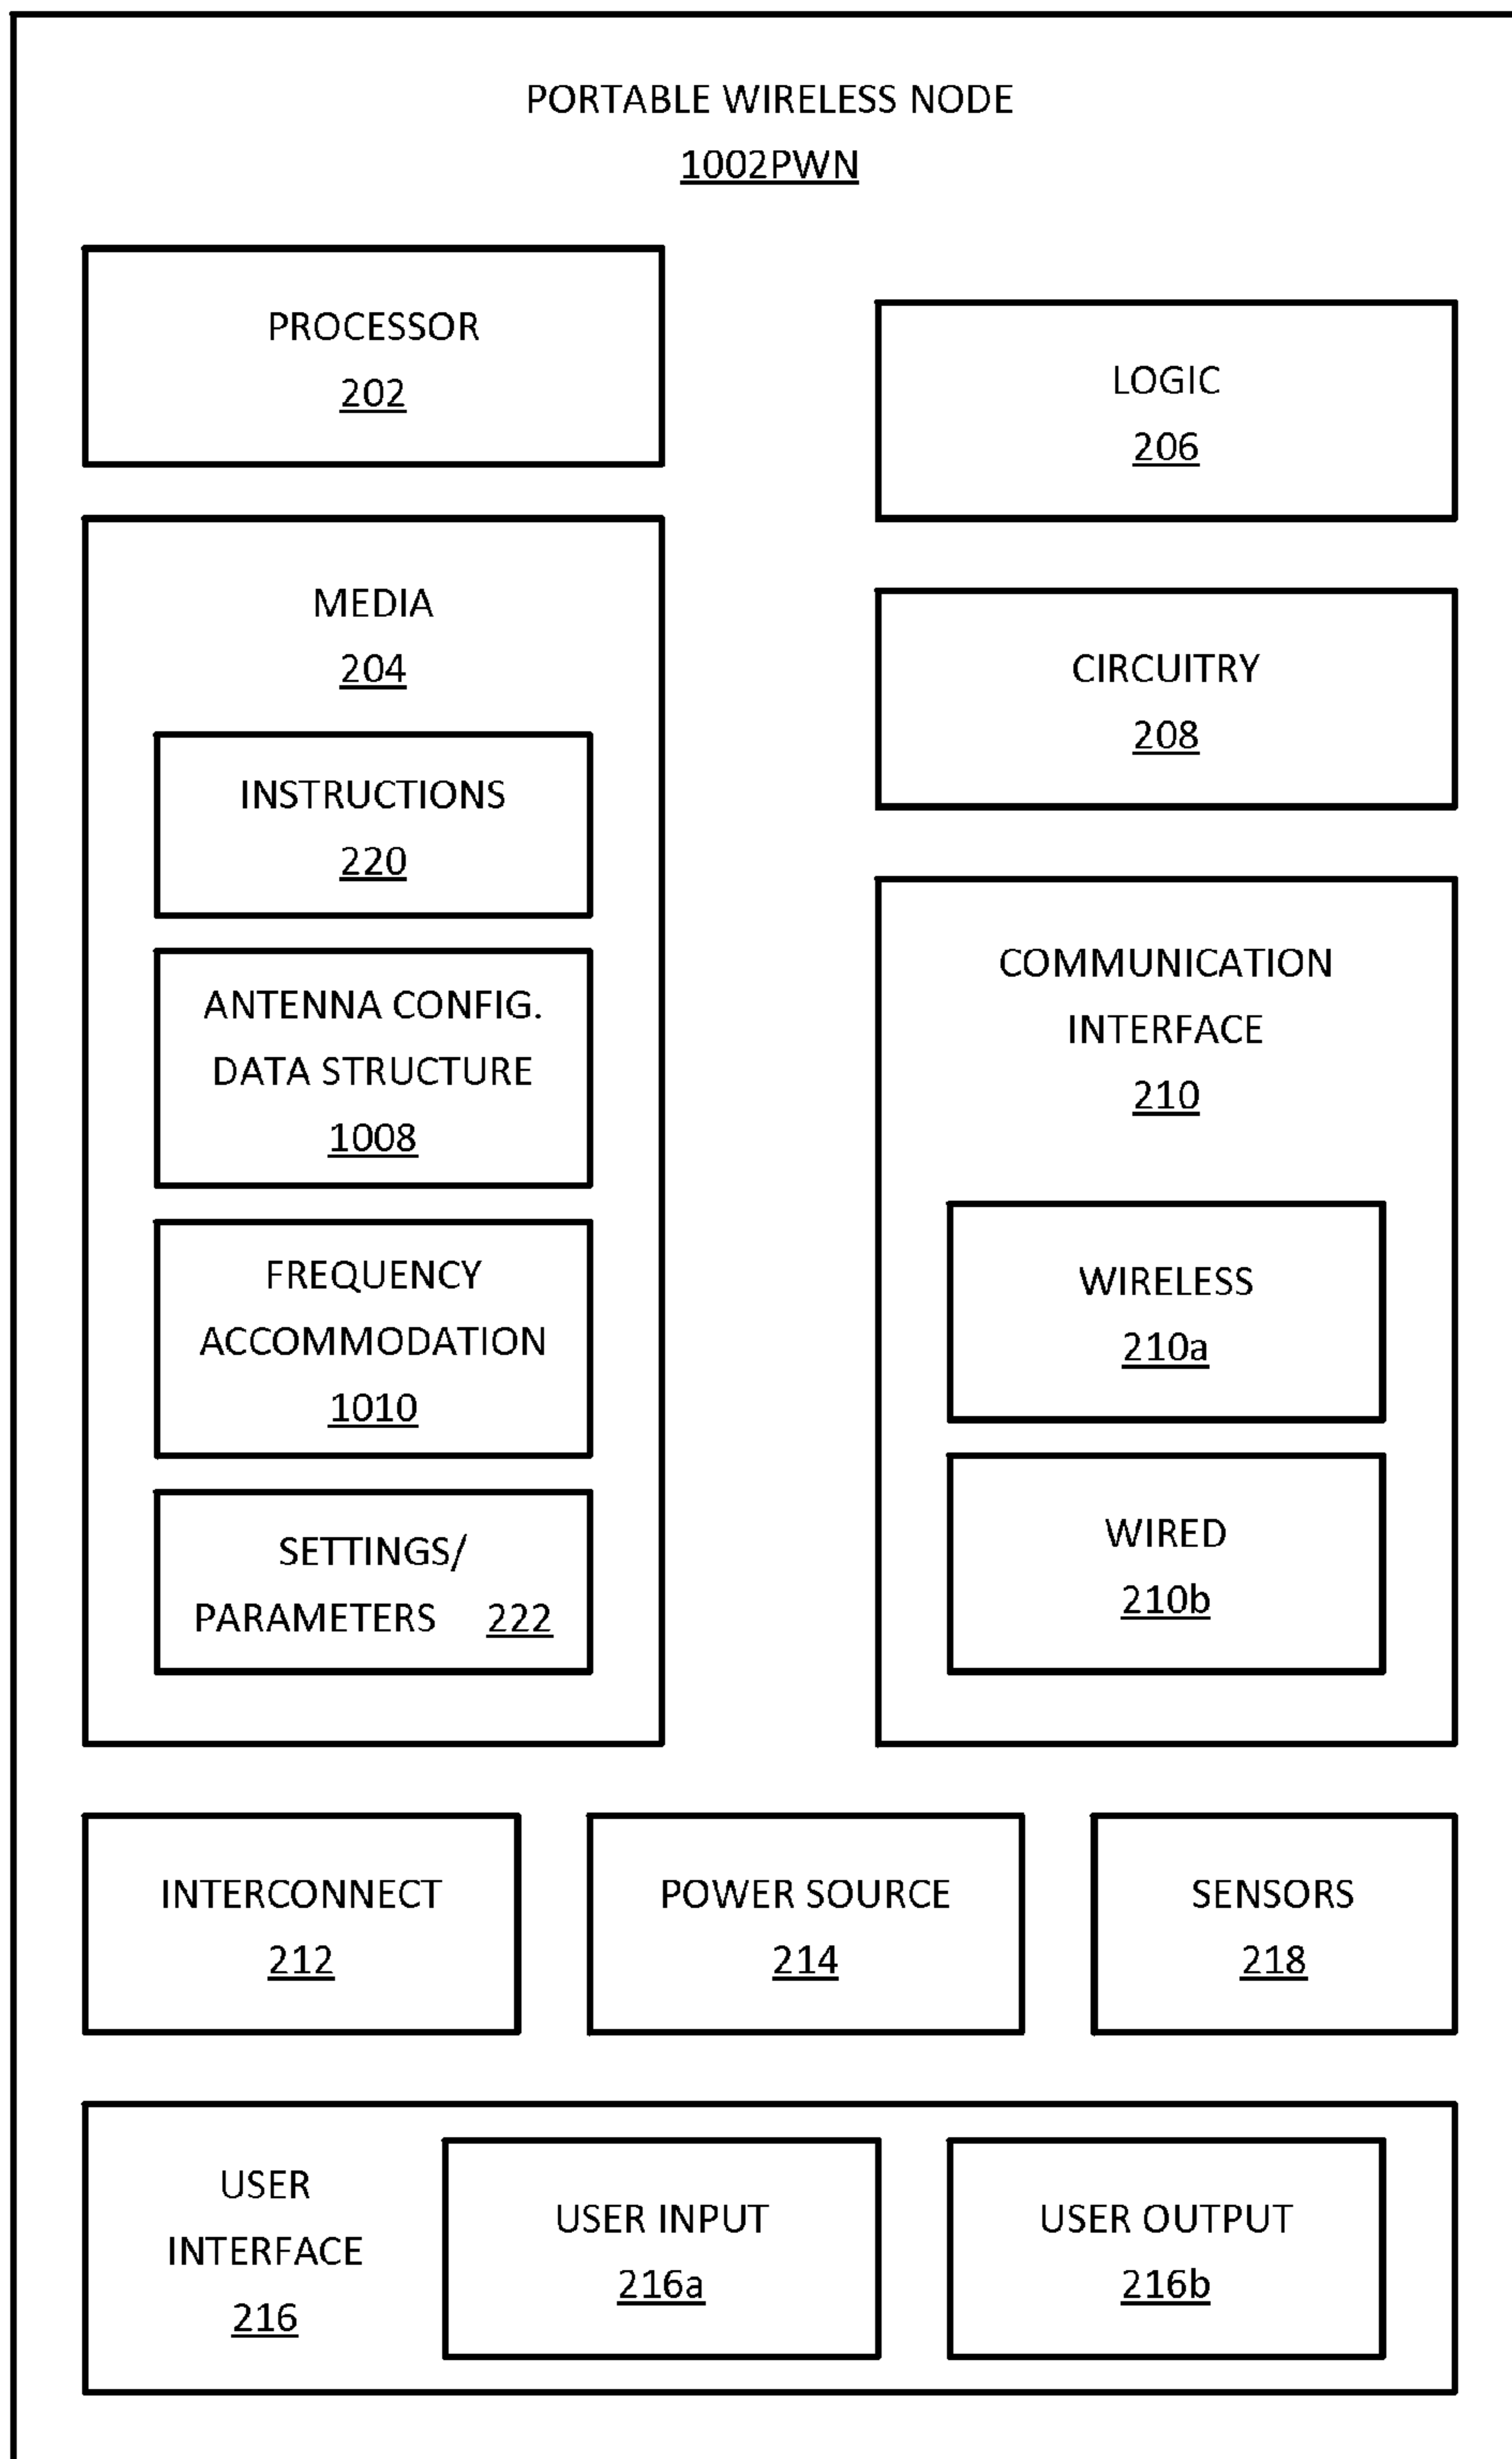 PORTABLE WIRELESS NODE
1002PWN
PROCESSOR
202
LOGIC
206
MEDIA
204
INSTRUCTIONS
220
ANTENNA CONFIG.
DATA STRUCTURE
1008
FREQUENCY
ACCOMMODATION
1010
SETTINGS/
PARAMETERS 222
CIRCUITRY
208
COMMUNICATION
INTERFACE
210
WIRELESS
210a
WIRED
210b
INTERCONNECT
212
POWER SOURCE
214
SENSORS
218
USER
INTERFACE
216
USER INPUT
216a
USER OUTPUT
216b